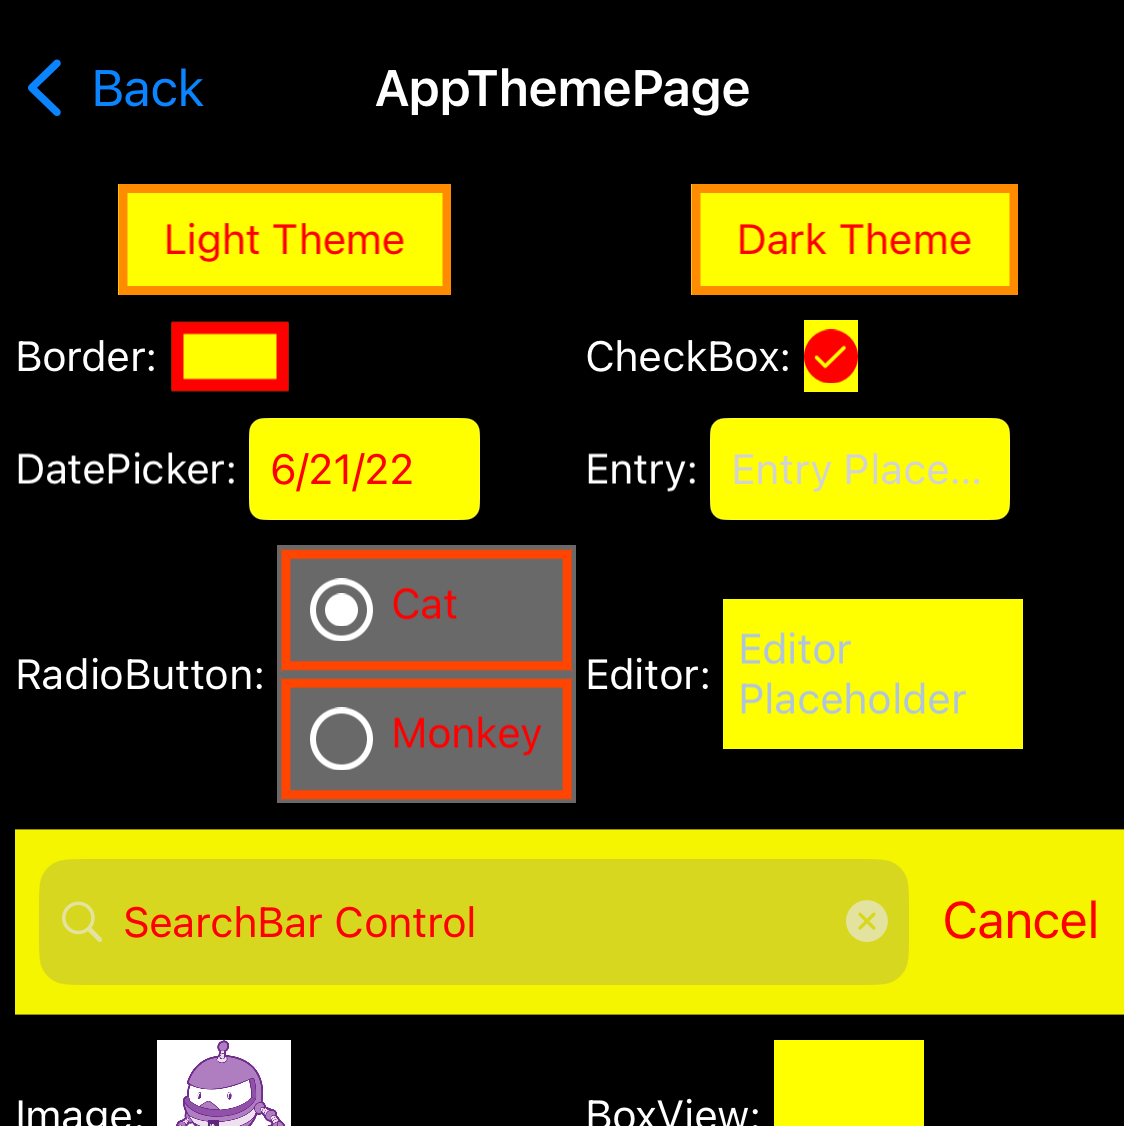 Back
AppThemePage
Light Theme
Dark Theme
Border:
CheckBox:
DatePicker:
6/21/22
Entry:
Entry Place...
RadioButton:
Cat
Monkey
Editor:
Editor
Placeholder
SearchBar Control
Cancel
Image:
BoxView: